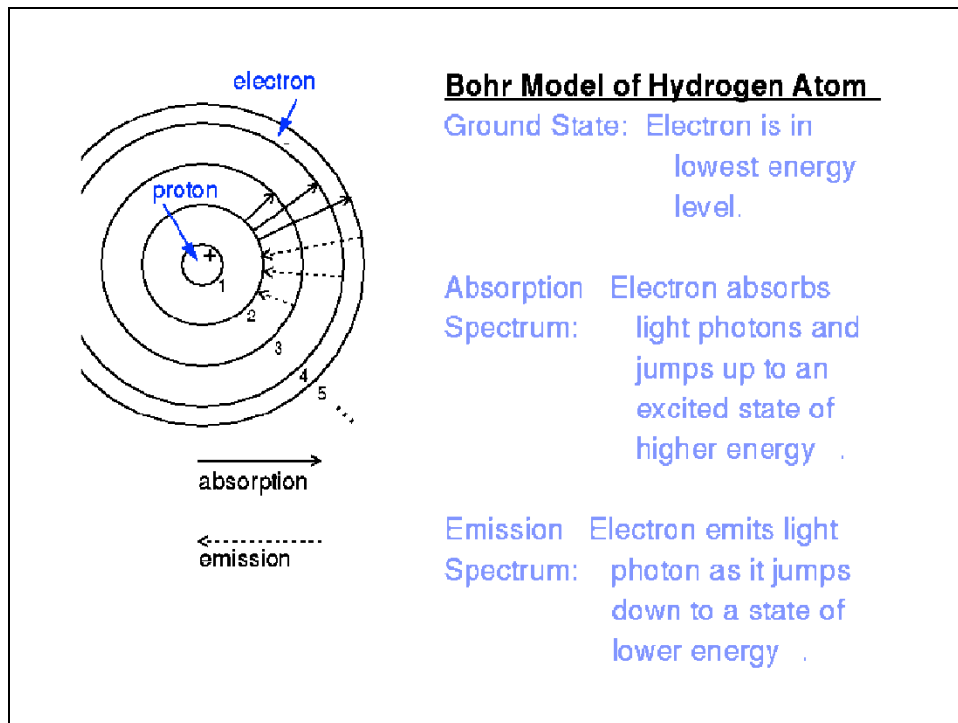 electron
proton
+
-
1
2
3
4
5
absorption
emission
Bohr Model of Hydrogen Atom
Ground State: Electron is in
lowest energy
level.
Absorption Electron absorbs
Spectrum: light photons and
jumps up to an
excited state of
higher energy .
Emission Electron emits light
Spectrum: photon as it jumps
down to a state of
lower energy .